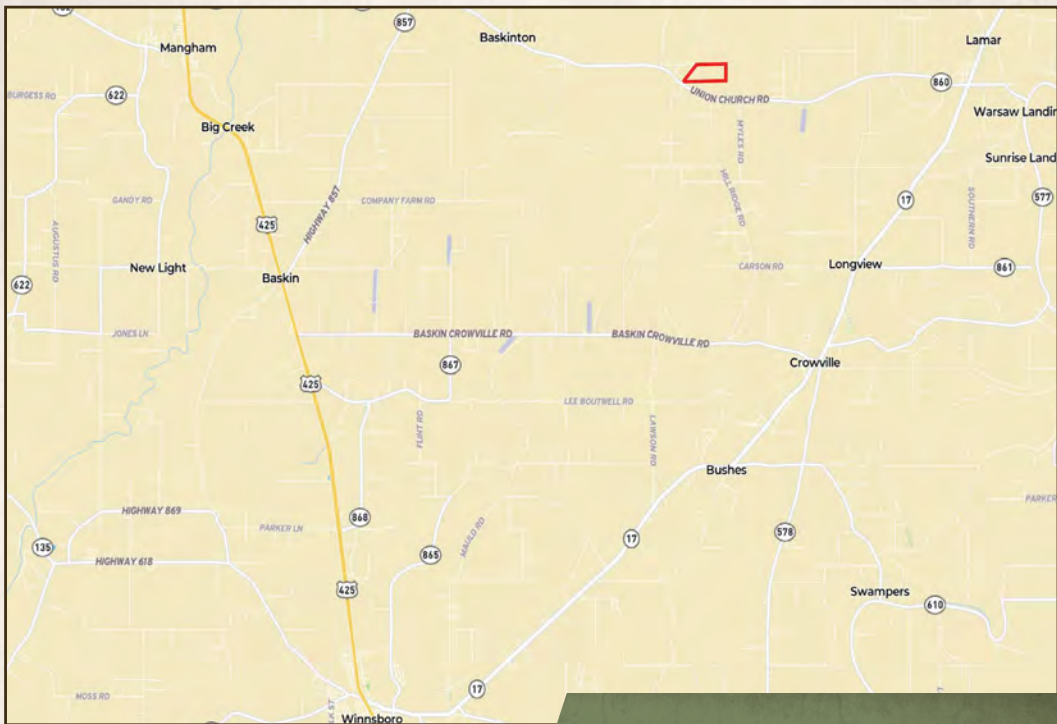 857
Mangham
Baskinton
Lamar
BURGESS RD
622
860
UNION CHURCH RD
Warsaw Landin
Big Creek
MYLES RD
Sunrise Land
HIGHWAY 857
GANDY RD
COMPANY FARM RD
HILL RIDGE RD
17
SOUTHERN RD
577
425
AUGUSTUS RD
New Light
Baskin
CARSON RD
Longview
861
622
JONES LN
BASKIN CROWVILLE RD
BASKIN CROWVILLE RD
867
Crowville
425
LEE BOUTWELL RD
FLINT RD
LAWSON RD
Bushes
PARKER
HIGHWAY 869
868
PARKER LN
MAULD RD
17
578
135
865
HIGHWAY 618
425
Swampers
610
17
MOSS RD
Winnsboro